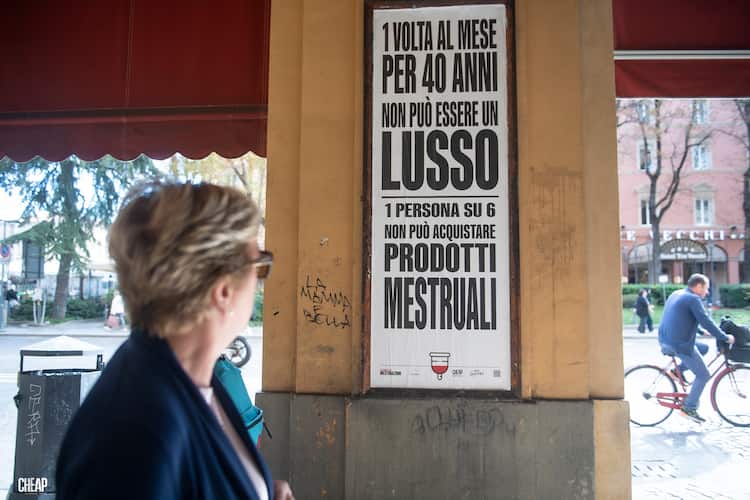 1 VOLTA AL MESE
PER 40 ANNI
NON PUÒ ESSERE UN
LUSSO
1 PERSONA SU 6
NON PUÒ ACQUISTARE
PRODOTTI
MESTRUALI
CHEAP
LA
MAMMA
È
BELLA
CHEAP